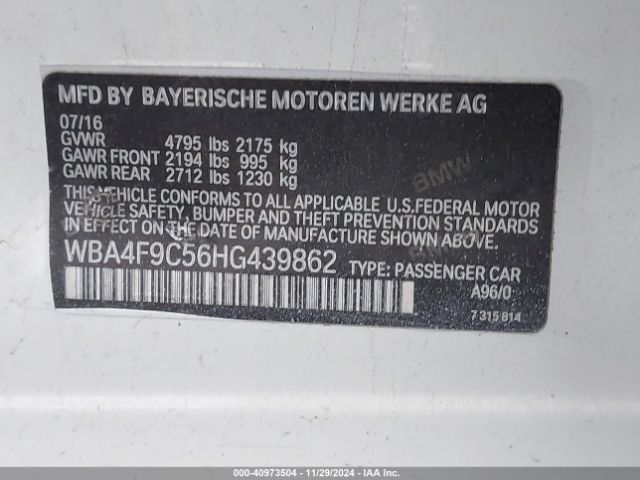 MFD BY BAYERISCHE MOTOREN WERKE AG
07/16
GVWR 4795 lbs 2175 kg
GAWR FRONT 2194 lbs 995 kg
GAWR REAR 2712 lbs 1230 kg
BMW
THIS VEHICLE CONFORMS TO ALL APPLICABLE U.S.FEDERAL MOTOR
VEHICLE SAFETY, BUMPER AND THEFT PREVENTION STANDARDS
IN EFFECT ON THE DATE OF MANUFACTURE SHOWN ABOVE.
WBA4F9C56HG439862 TYPE: PASSENGER CAR
A96/0
7 315 814
000-40973504 - 11/29/2024 - IAA Inc.